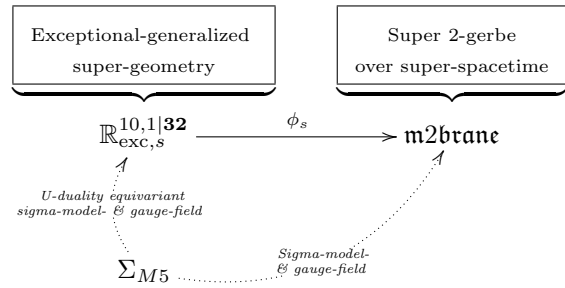 Exceptional-generalized
super-geometry
Super 2-gerbe
over super-spacetime
ℝ^{10,1|𝟑𝟐}_{exc,s}
ϕ_s
𝔪𝟚𝔟𝔯𝔞𝔫𝔢
U-duality equivariant
sigma-model- & gauge-field
Sigma-model-
& gauge-field
Σ_{M5}